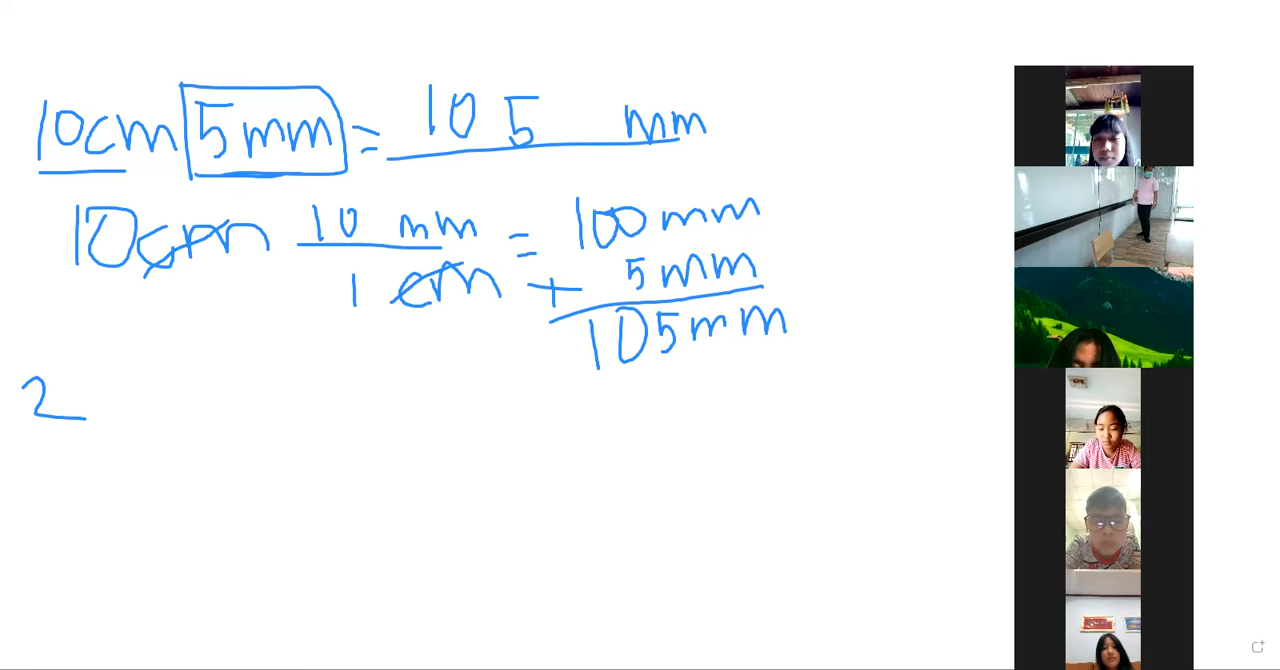 10cm 5mm = 105 mm
10cm 10 mm = 100mm
1 cm + 5mm
105mm
2